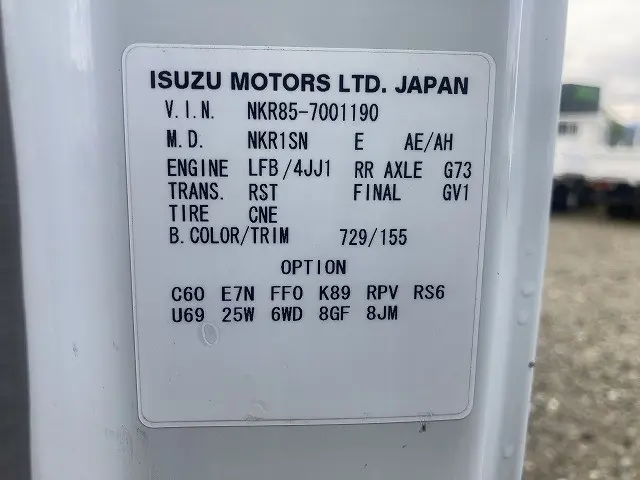 ISUZU MOTORS LTD. JAPAN
V.I.N. NKR85-7001190
M.D. NKR1SN E AE/AH
ENGINE LFB/4JJ1 RR AXLE G73
TRANS. RST FINAL GV1
TIRE CNE
B.COLOR/TRIM 729/155
OPTION
C60 E7N FF0 K89 RPV RS6
U69 25W 6WD 8GF 8JM